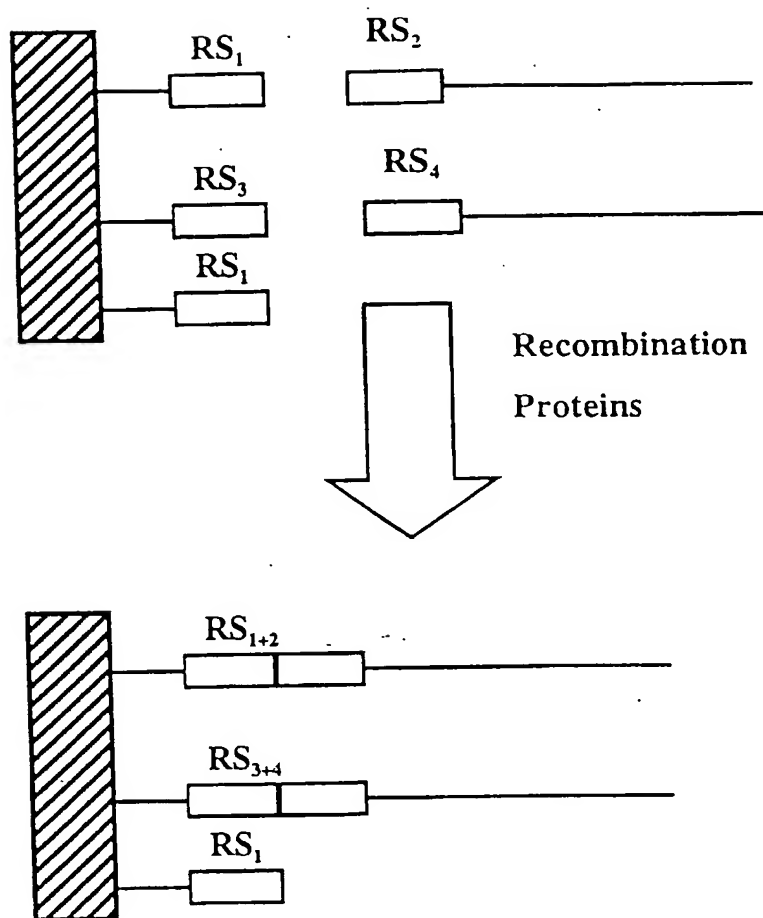 RS₁ RS₂
RS₃ RS₄
RS₁
Recombination
Proteins
RS₁₊₂
RS₃₊₄
RS₁